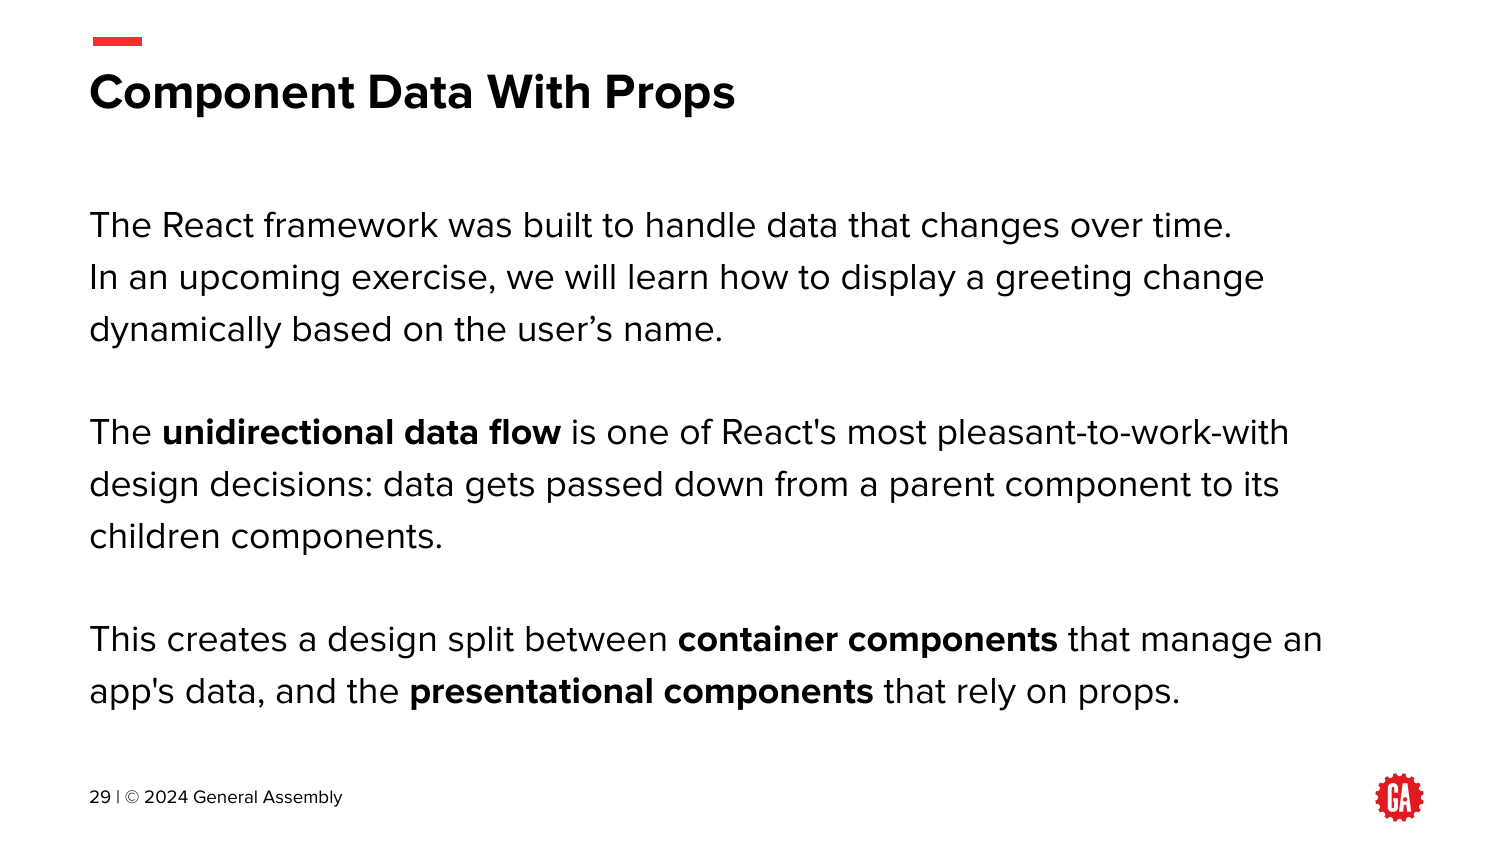 Component Data With Props
The React framework was built to handle data that changes over time.
In an upcoming exercise, we will learn how to display a greeting change
dynamically based on the user’s name.
The unidirectional data flow is one of React's most pleasant-to-work-with
design decisions: data gets passed down from a parent component to its
children components.
This creates a design split between container components that manage an
app's data, and the presentational components that rely on props.
29 | © 2024 General Assembly
GA